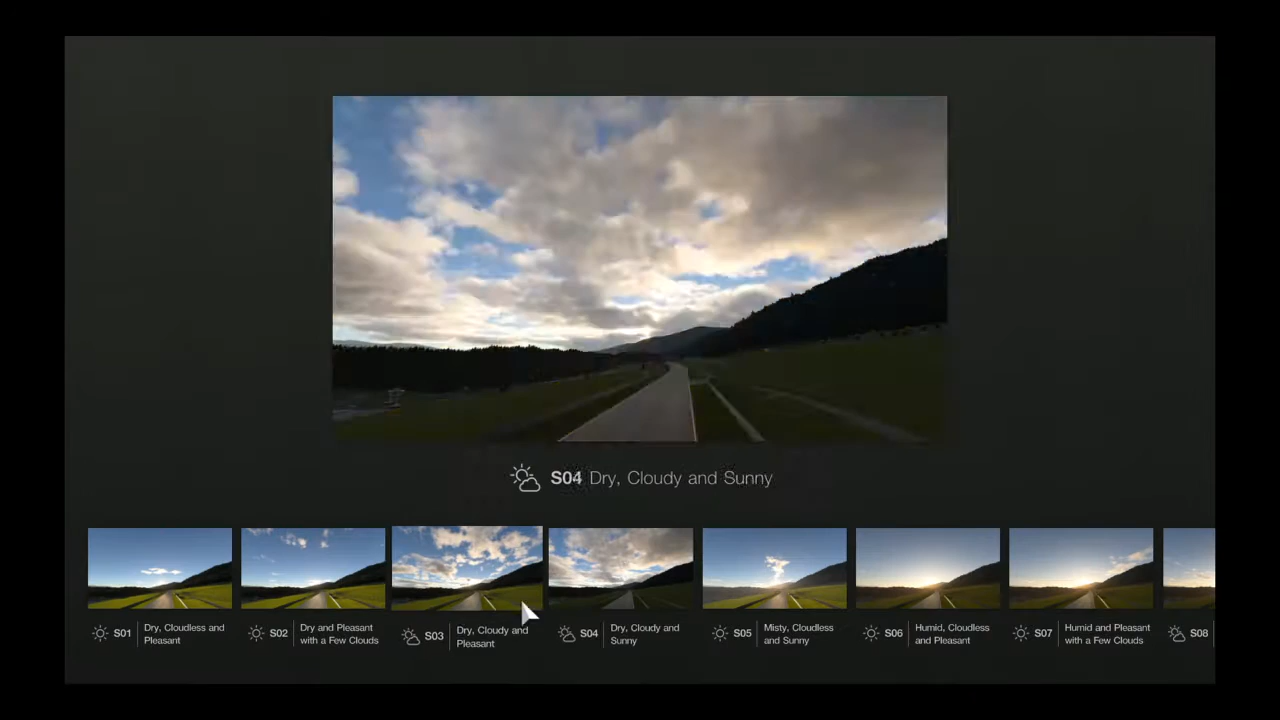 S04 Dry, Cloudy and Sunny
S01 Dry, Cloudless and
Pleasant
S02 Dry and Pleasant
with a Few Clouds
S03 Dry, Cloudy and
Pleasant
S04 Dry, Cloudy and
Sunny
S05 Misty, Cloudless
and Sunny
S06 Humid, Cloudless
and Pleasant
S07 Humid and Pleasant
with a Few Clouds
S08